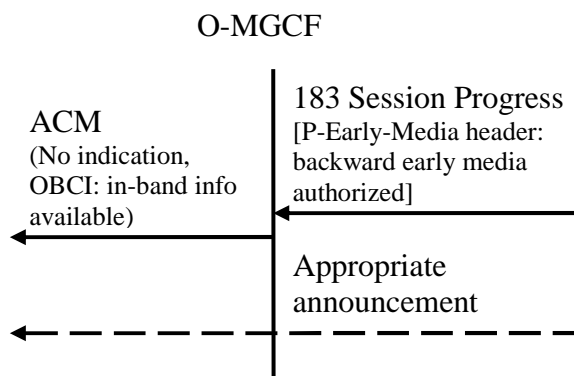 O-MGCF
ACM
(No indication,
OBCI: in-band info
available)
183 Session Progress
[P-Early-Media header:
backward early media
authorized]
Appropriate
announcement